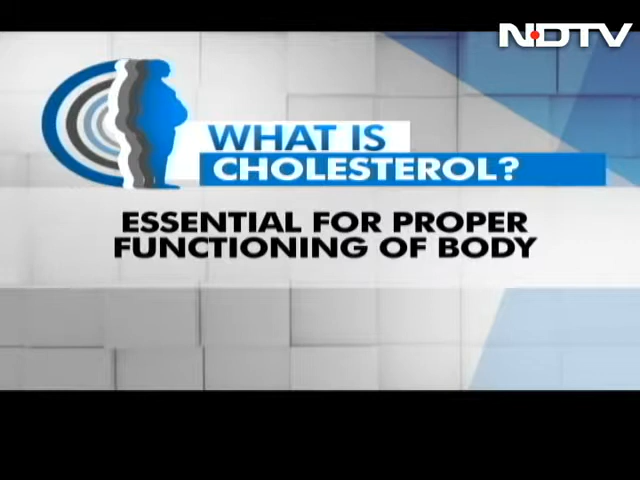 NDTV
WHAT IS
CHOLESTEROL?
ESSENTIAL FOR PROPER
FUNCTIONING OF BODY